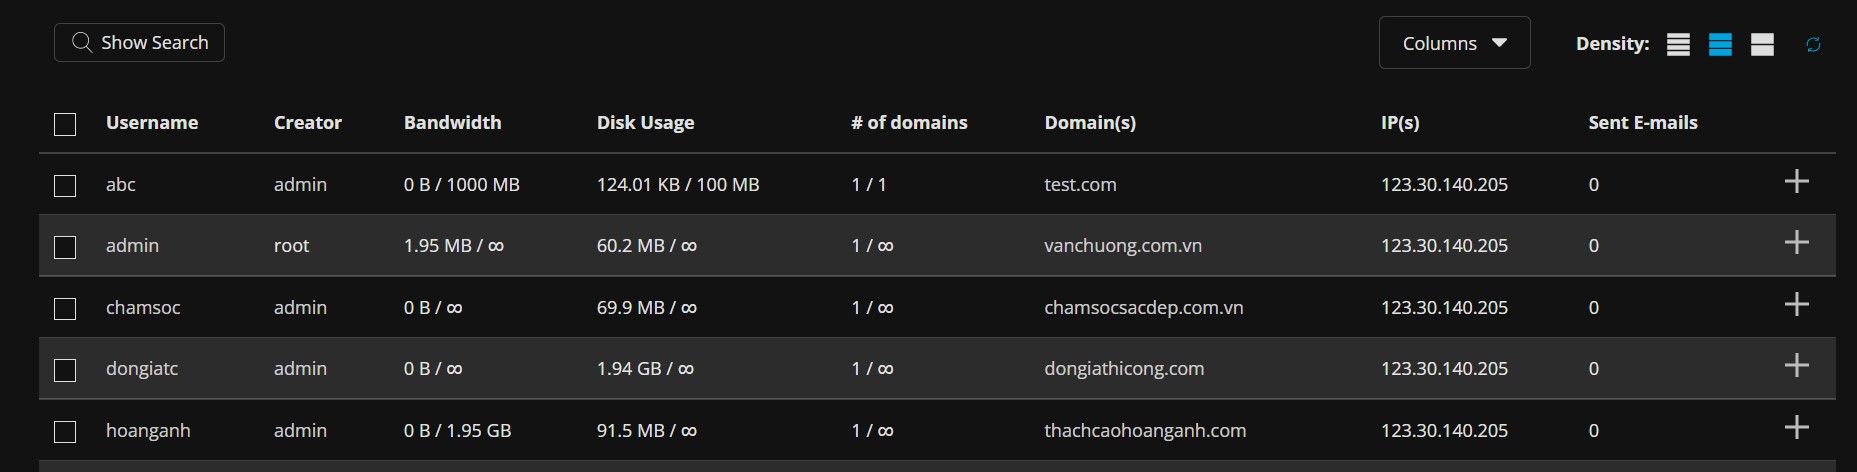 Show Search Columns Density:
Username Creator Bandwidth Disk Usage # of domains Domain(s) IP(s) Sent E-mails
abc admin 0 B / 1000 MB 124.01 KB / 100 MB 1 / 1 test.com 123.30.140.205 0
admin root 1.95 MB / ∞ 60.2 MB / ∞ 1 / ∞ vanchuong.com.vn 123.30.140.205 0
chamsoc admin 0 B / ∞ 69.9 MB / ∞ 1 / ∞ chamsocsacdep.com.vn 123.30.140.205 0
dongiatc admin 0 B / ∞ 1.94 GB / ∞ 1 / ∞ dongiathicong.com 123.30.140.205 0
hoanganh admin 0 B / 1.95 GB 91.5 MB / ∞ 1 / ∞ thachcaohoanganh.com 123.30.140.205 0